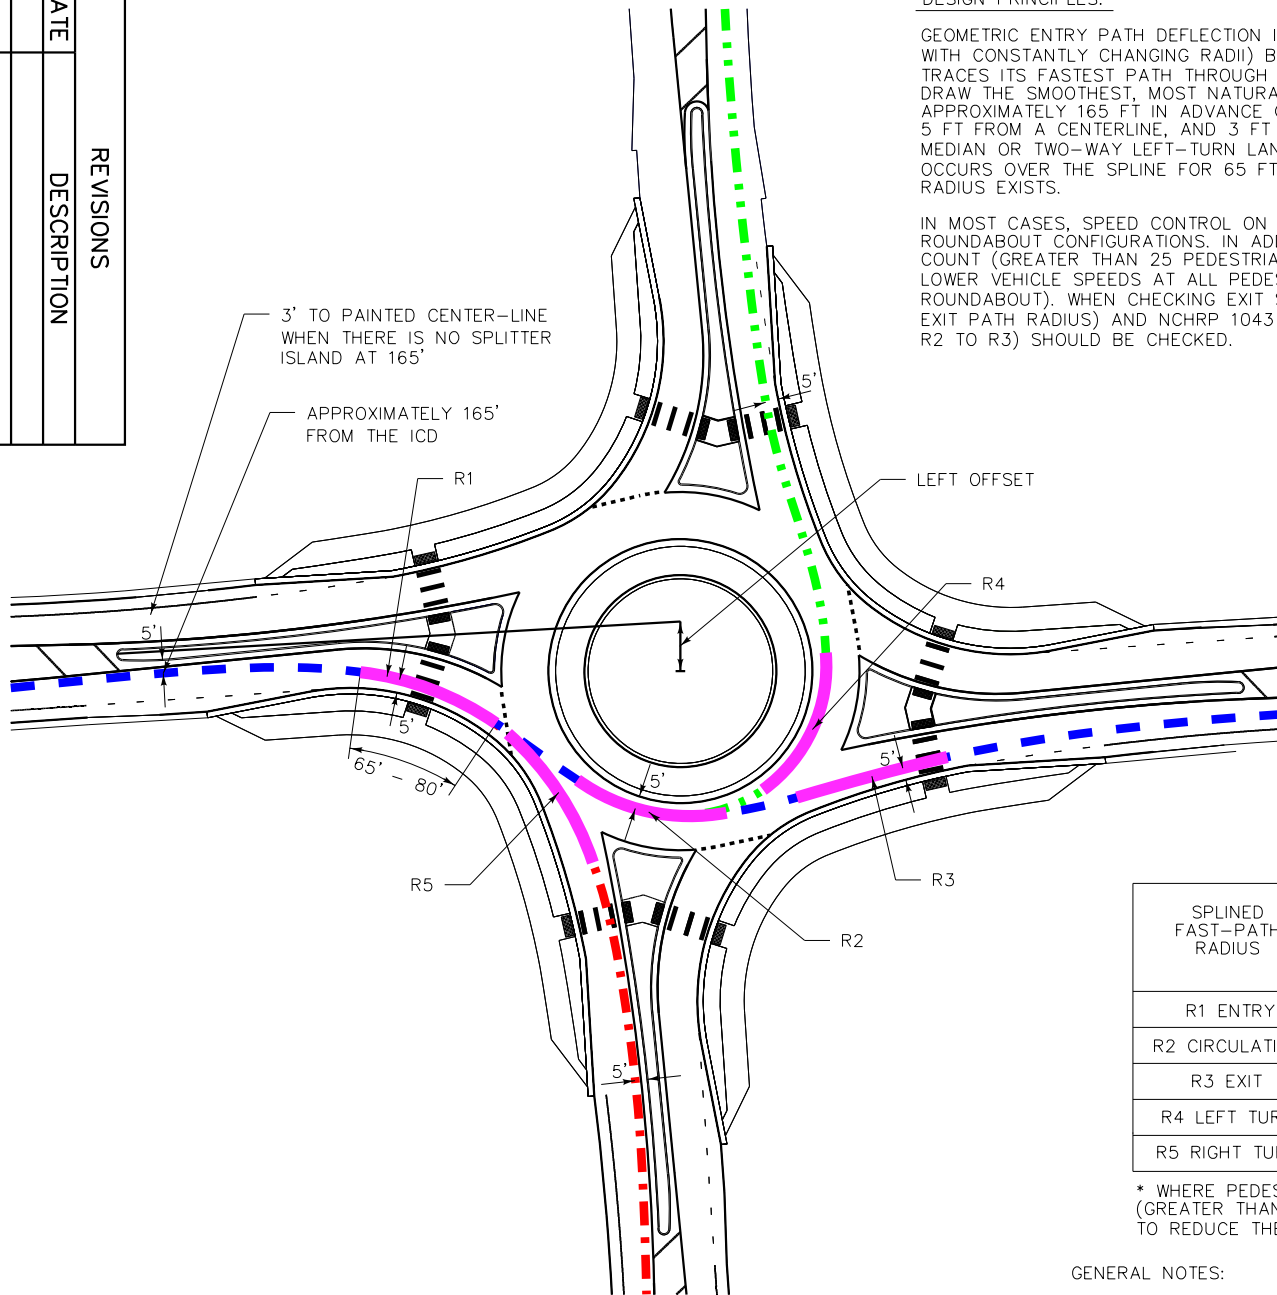 DESIGN PRINCIPLES:
GEOMETRIC ENTRY PATH DEFLECTION I
WITH CONSTANTLY CHANGING RADII) B
TRACES ITS FASTEST PATH THROUGH
DRAW THE SMOOTHEST, MOST NATURA
APPROXIMATELY 165 FT IN ADVANCE
5 FT FROM A CENTERLINE, AND 3 FT
MEDIAN OR TWO-WAY LEFT-TURN LAN
OCCURS OVER THE SPLINE FOR 65 FT
RADIUS EXISTS.
IN MOST CASES, SPEED CONTROL ON
ROUNDABOUT CONFIGURATIONS. IN AD
COUNT (GREATER THAN 25 PEDESTRIA
LOWER VEHICLE SPEEDS AT ALL PEDES
ROUNDABOUT). WHEN CHECKING EXIT
EXIT PATH RADIUS) AND NCHRP 1043
R2 TO R3) SHOULD BE CHECKED.
REVISIONS
ATE
DESCRIPTION
3' TO PAINTED CENTER-LINE
WHEN THERE IS NO SPLITTER
ISLAND AT 165'
APPROXIMATELY 165'
FROM THE ICD
R1
5'
LEFT OFFSET
R4
5'
5'
65' - 80'
5'
5'
R5
R3
R2
5'
SPLINED
FAST-PATH
RADIUS
R1 ENTRY
R2 CIRCULATI
R3 EXIT
R4 LEFT TUR
R5 RIGHT TU
* WHERE PEDES
(GREATER THAN
TO REDUCE THE
GENERAL NOTES: